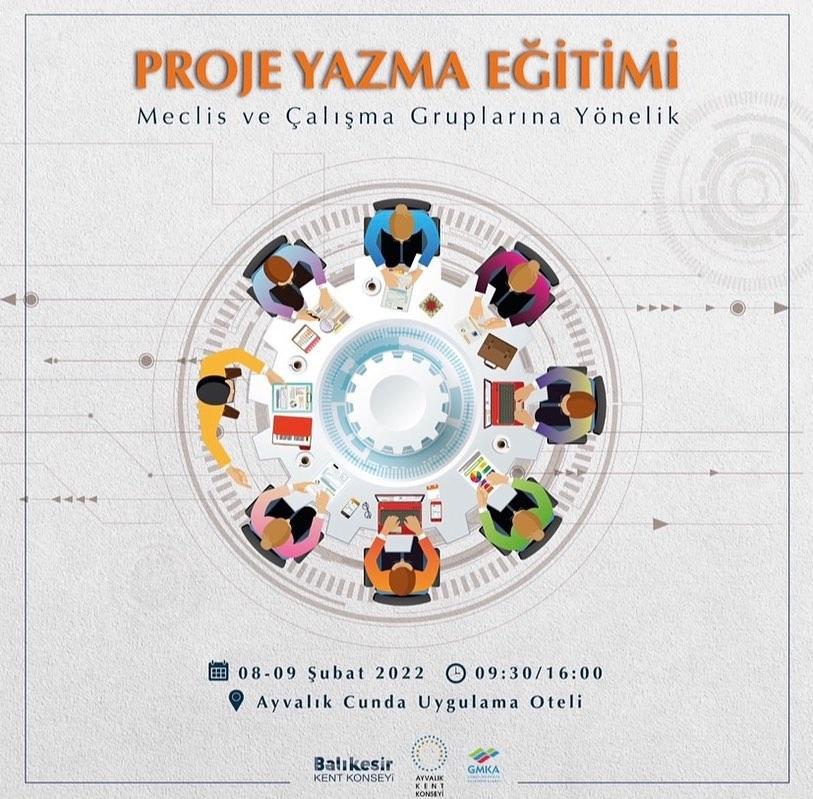 PROJE YAZMA EĞİTİMİ
Meclis ve Çalışma Gruplarına Yönelik
08-09 Şubat 2022 09:30/16:00
Ayvalık Cunda Uygulama Oteli
Balıkesir
KENT KONSEYİ
AYVALIK
KENT
KONSEYİ
GMKA